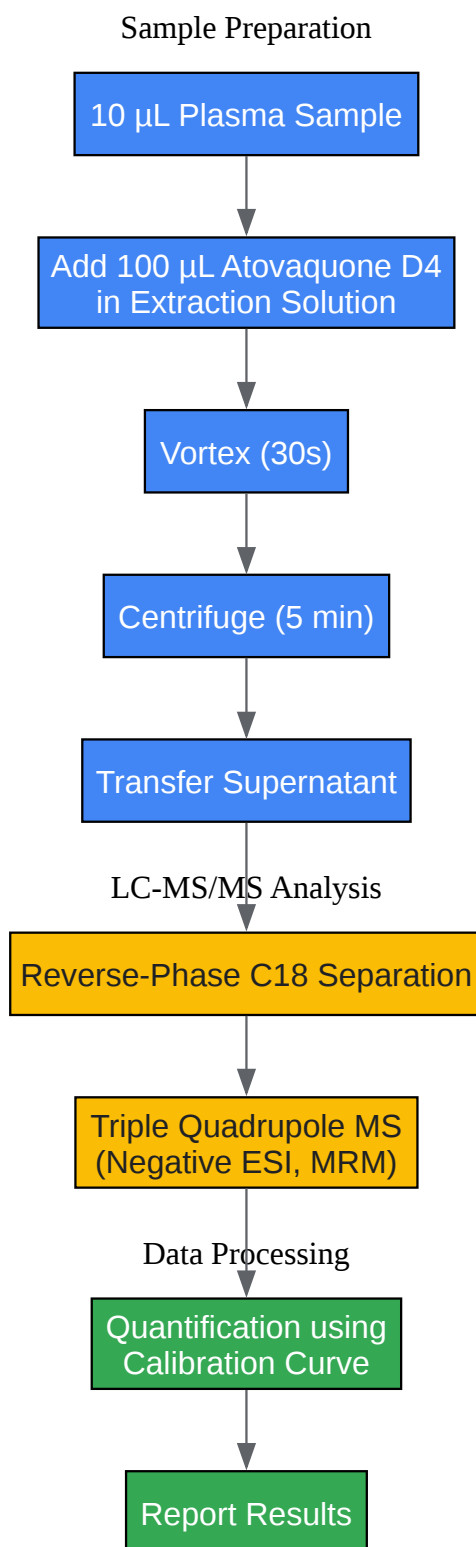 Sample Preparation
10 µL Plasma Sample
Add 100 µL Atovaquone D4
in Extraction Solution
Vortex (30s)
Centrifuge (5 min)
Transfer Supernatant
LC-MS/MS Analysis
Reverse-Phase C18 Separation
Triple Quadrupole MS
(Negative ESI, MRM)
Data Processing
Quantification using
Calibration Curve
Report Results